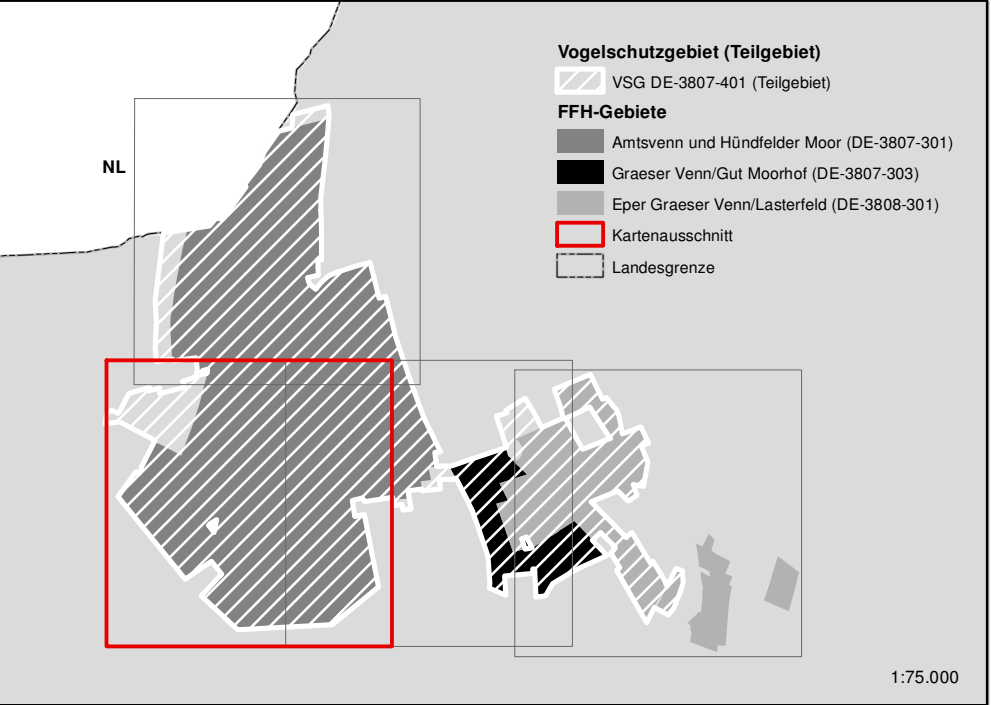 Vogelschutzgebiet (Teilgebiet)
VSG DE-3807-401 (Teilgebiet)
FFH-Gebiete
Amtsvenn und Hündfelder Moor (DE-3807-301)
Graeser Venn/Gut Moorhof (DE-3807-303)
Eper Graeser Venn/Lasterfeld (DE-3808-301)
Kartenausschnitt
Landesgrenze
NL
1:75.000